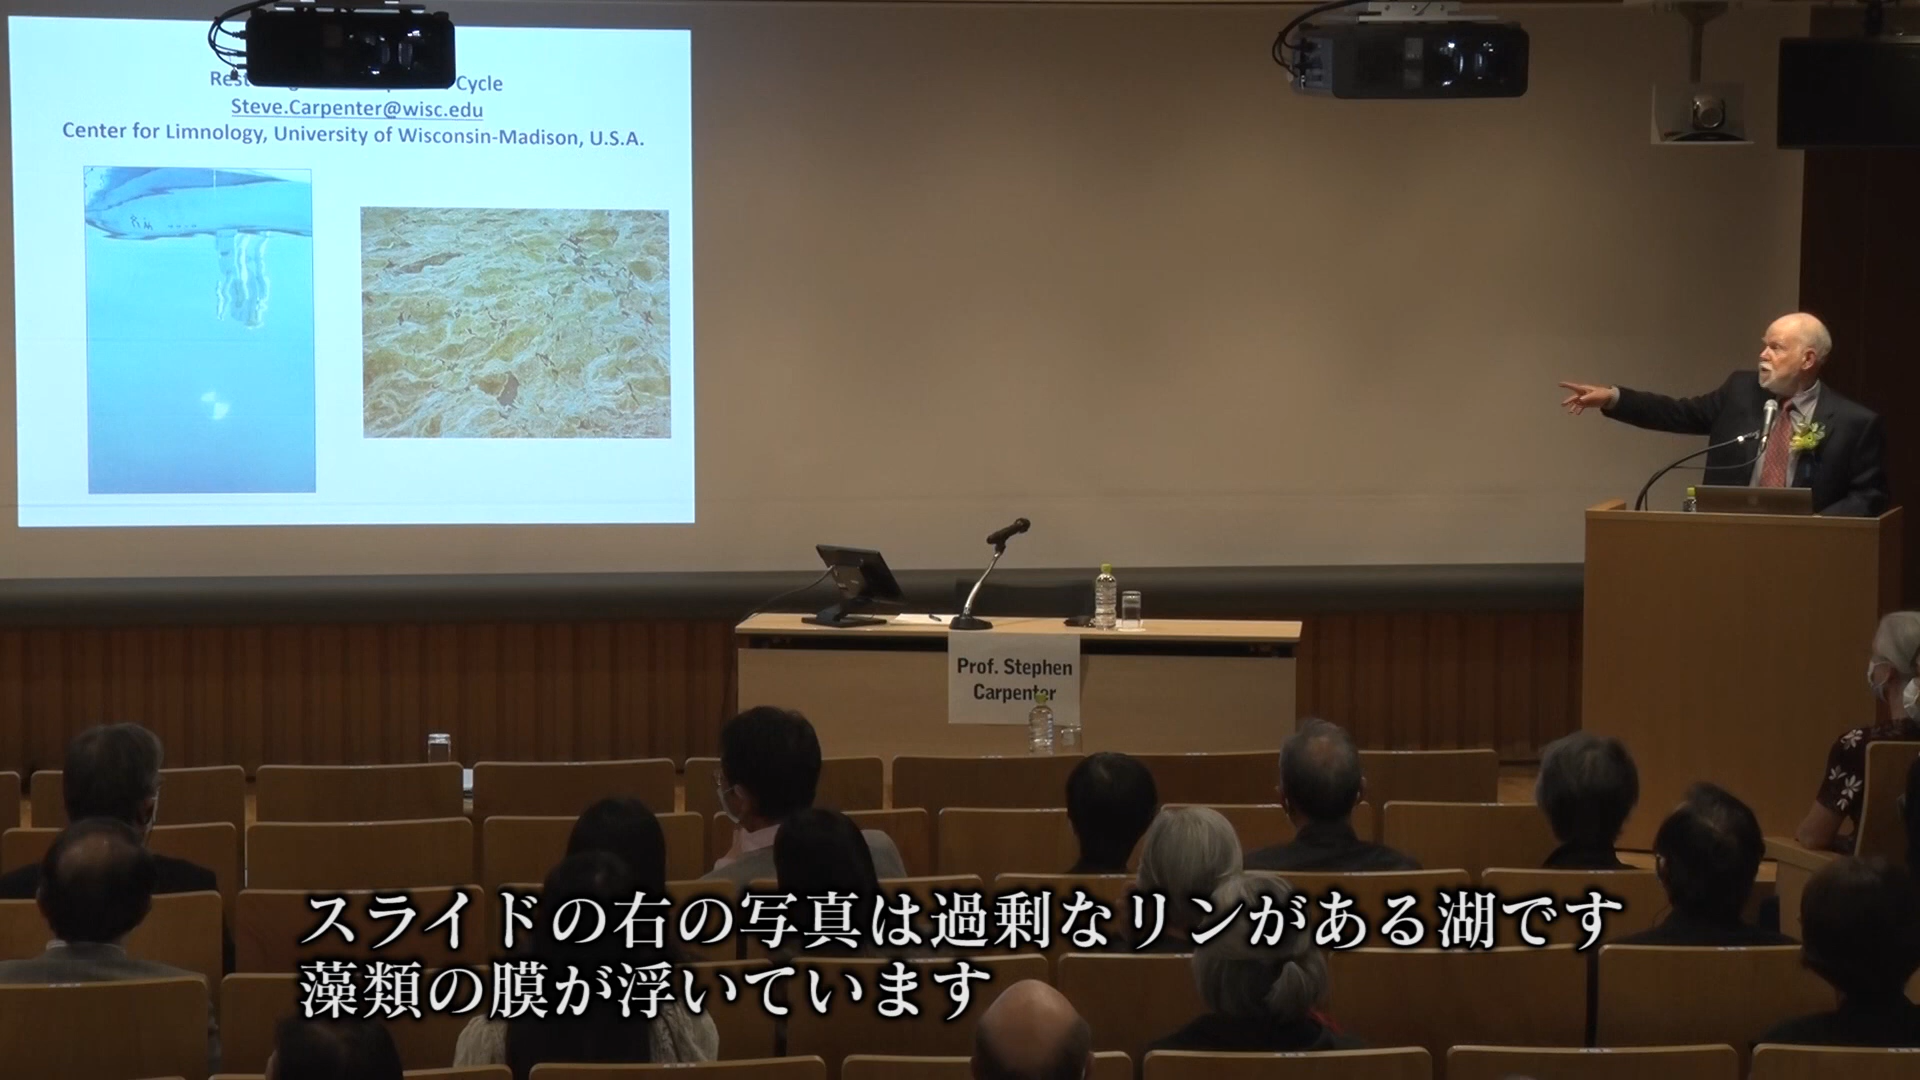 Cycle
Steve.Carpenter@wisc.edu
Center for Limnology, University of Wisconsin-Madison, U.S.A.
Prof. Stephen
Carpenter
スライドの右の写真は過剰なリンがある湖です
藻類の膜が浮いています